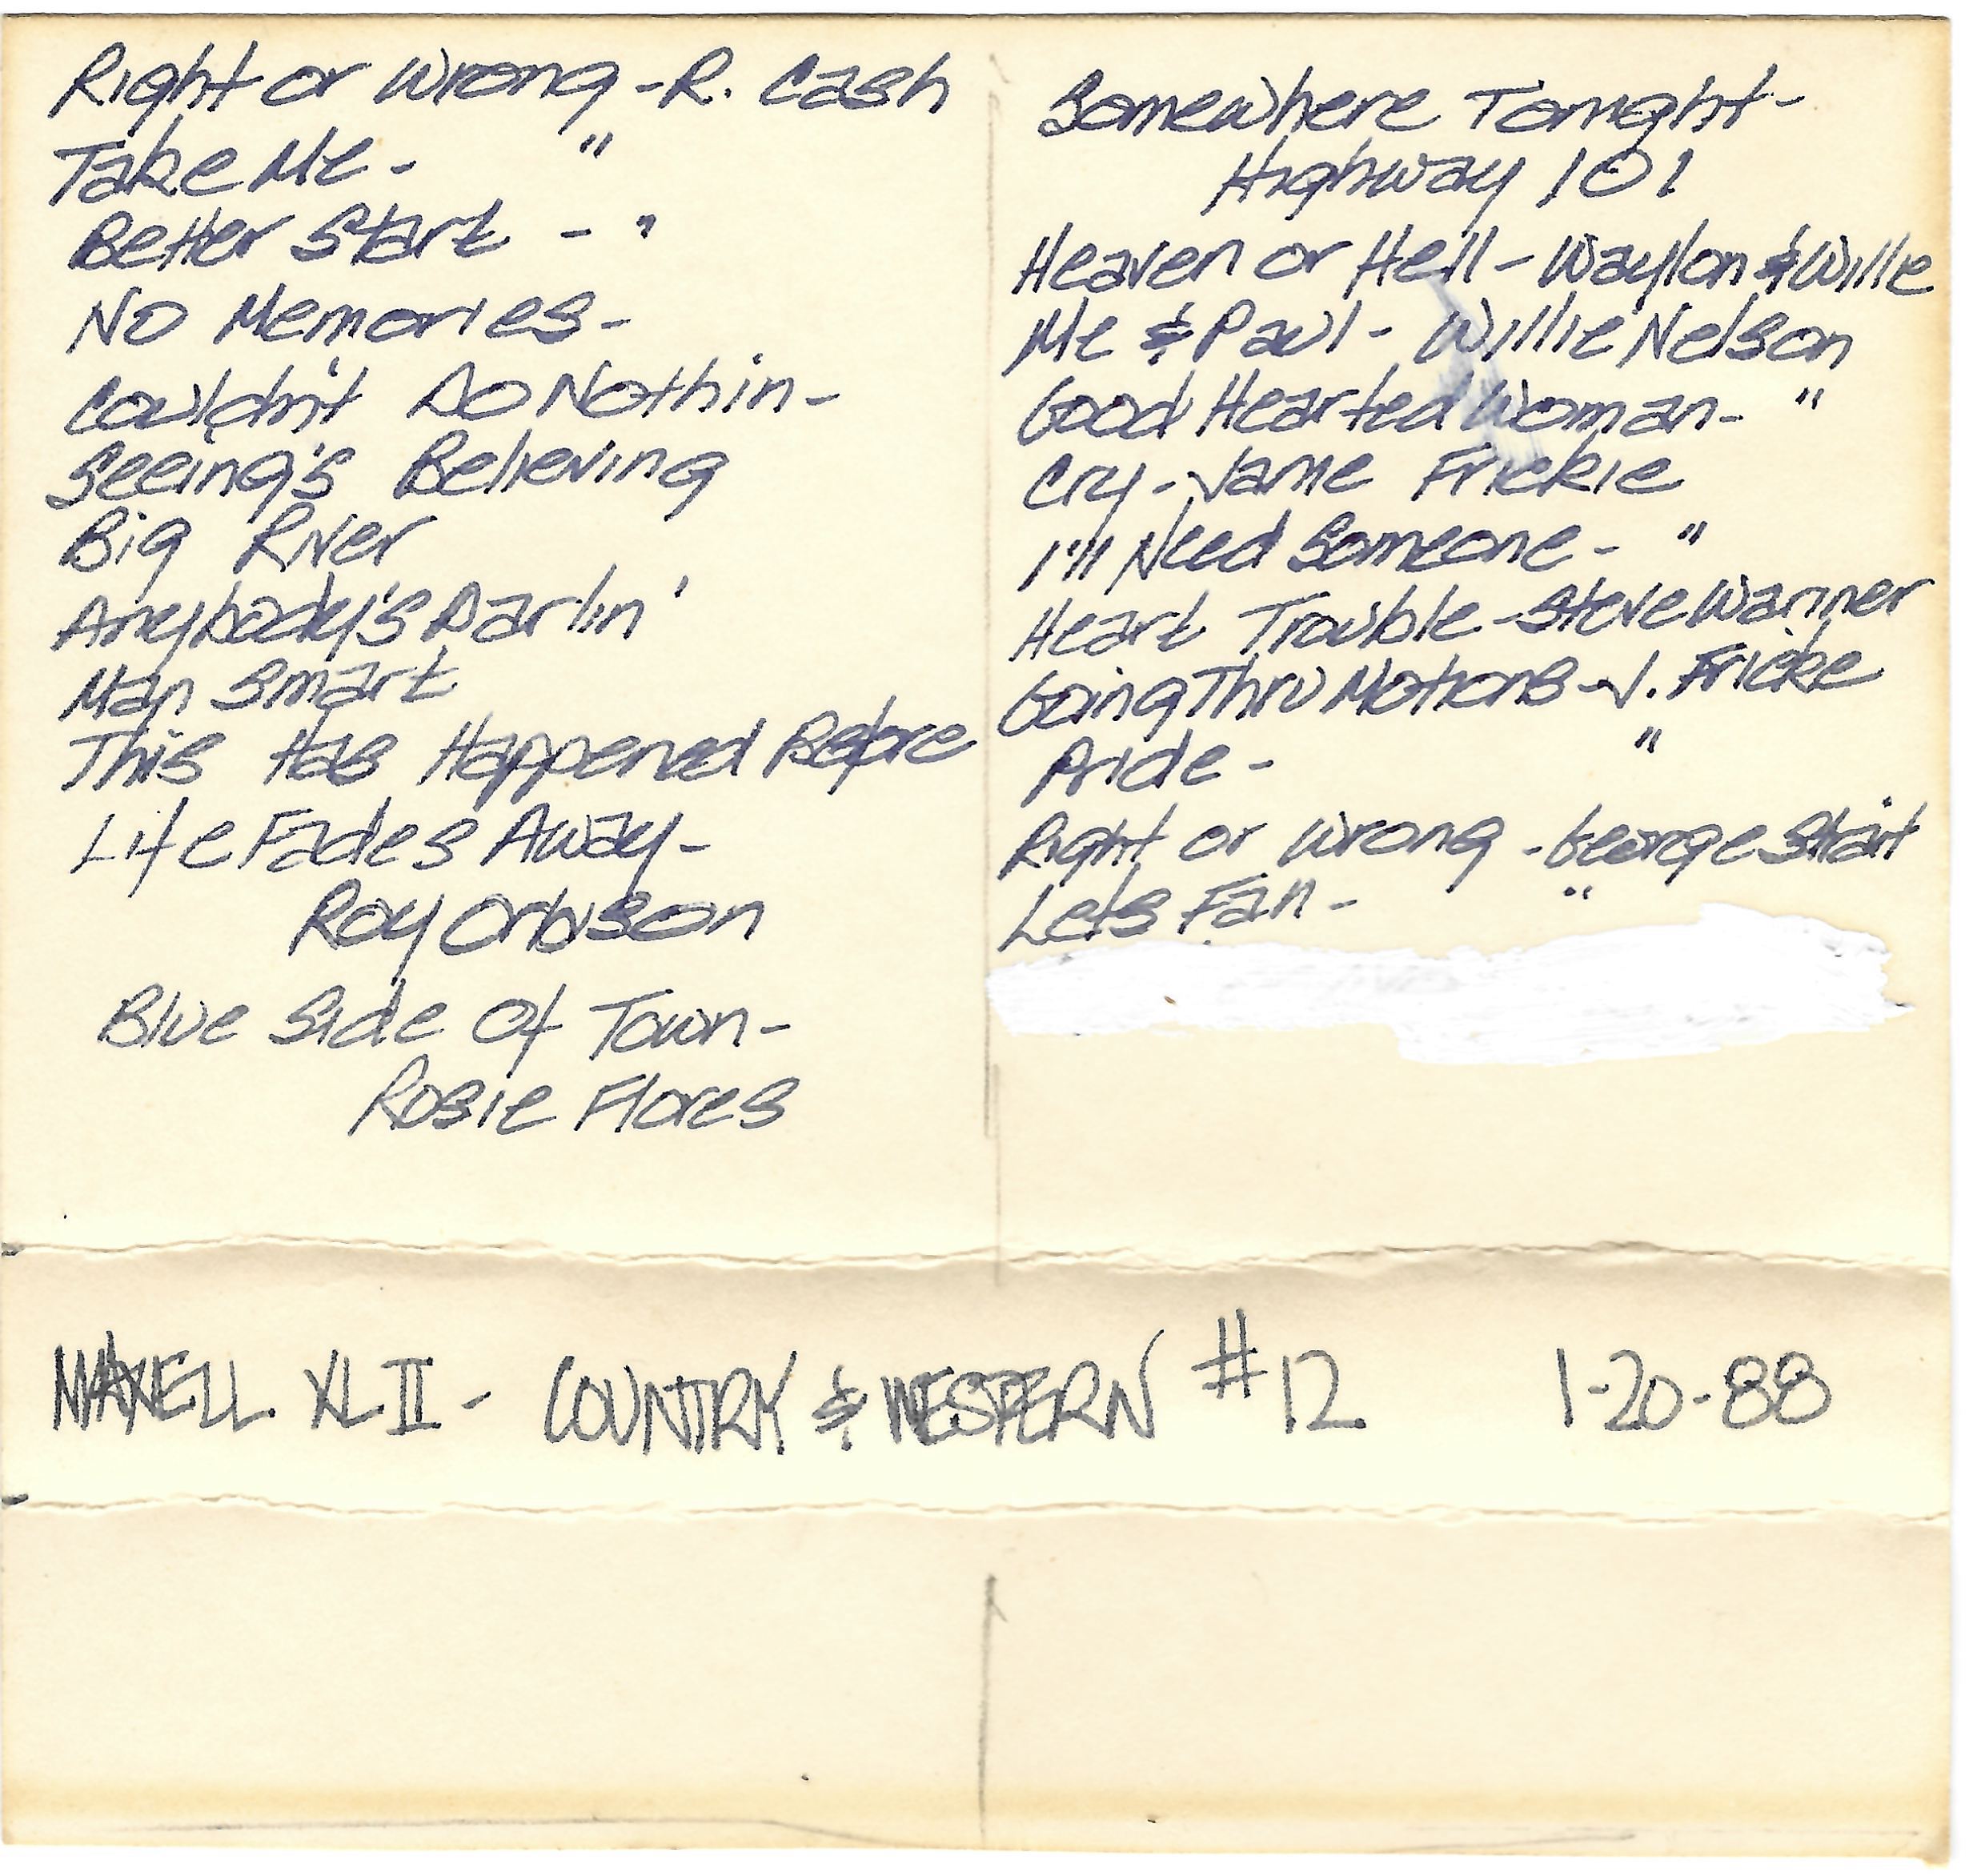 Right or Wrong - R. Cash
Take Me - "
Better Start - "
No Memories -
Couldn't Do Nothin -
Seeing's Believing
Big River
Anybody's Darlin'
Man Smart
This Has Happened Before
Life Fades Away -
Roy Orbison
Blue Side Of Town -
Rosie Flores
Somewhere Tonight -
Highway 101
Heaven or Hell - Waylon & Willie
Me & Paul - Willie Nelson
Good Hearted Woman - "
Cry - Janie Frickie
I'll Need Someone - "
Heart Trouble - Steve Wariner
Going Thru Motions - J. Fricke
Pride - "
Right or Wrong - George Strait
Lets Fall - "
MAXELL XL II - COUNTRY & WESTERN #12 1-20-88